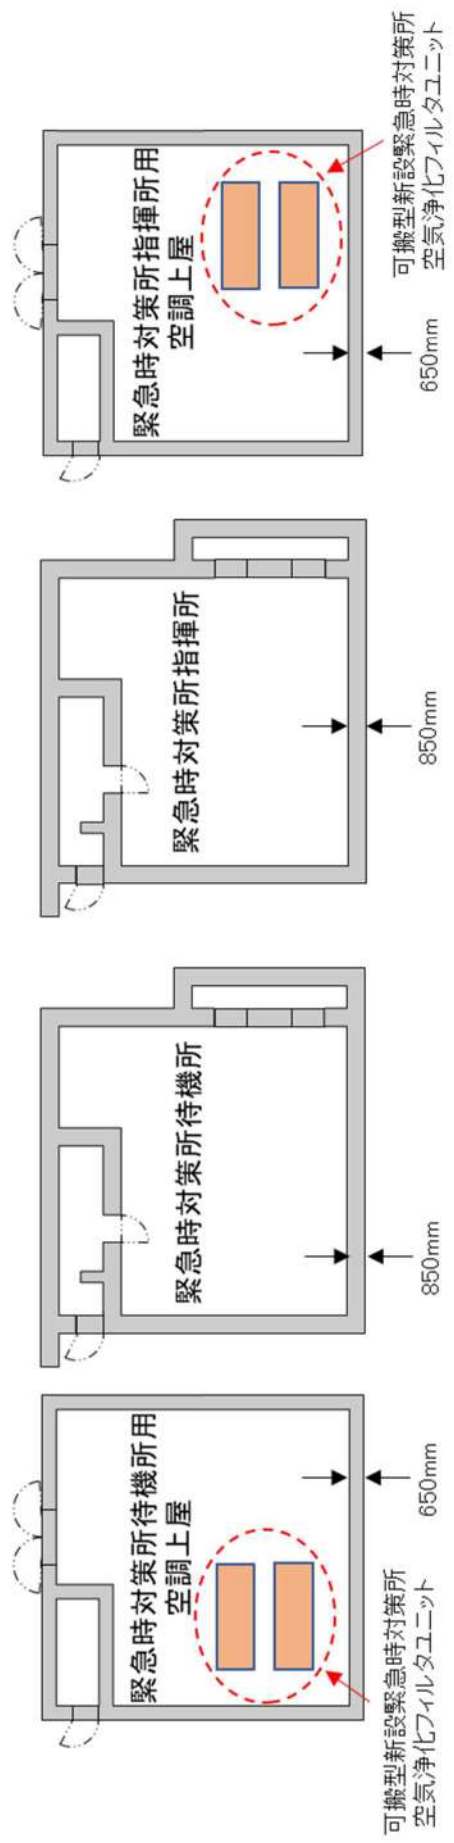 緊急時対策所待機所用
空調上屋
650mm
可搬型新設緊急時対策所
空気浄化フィルタユニット
緊急時対策所待機所
850mm
緊急時対策所指揮所
850mm
緊急時対策所指揮所用
空調上屋
650mm
可搬型新設緊急時対策所
空気浄化フィルタユニット